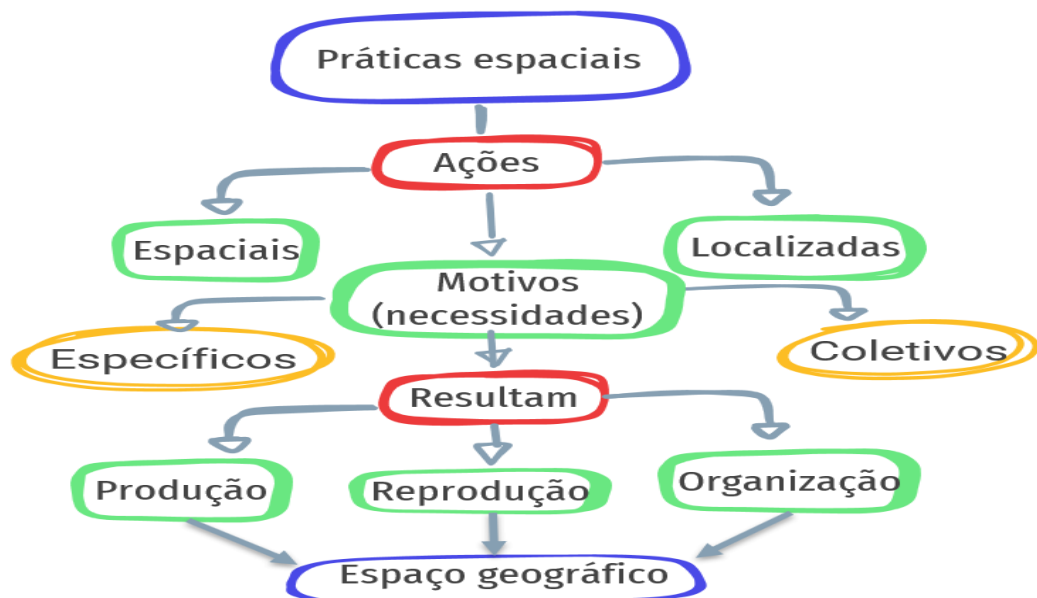 Práticas espaciais
Ações
Espaciais
Localizadas
Motivos
(necessidades)
Específicos
Coletivos
Resultam
Produção
Reprodução
Organização
Espaço geográfico